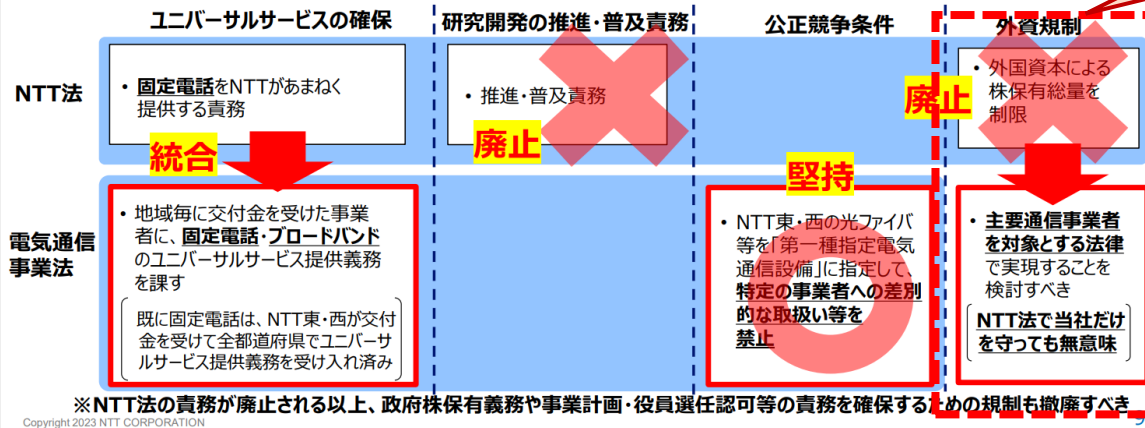 ユニバーサルサービスの確保
研究開発の推進・普及責務
公正競争条件
外資規制
NTT法
• 固定電話をNTTがあまねく
提供する責務
• 推進・普及責務
• 外国資本による
株保有総量を
制限
統合
廃止
廃止
堅持
電気通信
事業法
• 地域毎に交付金を受けた事業
者に、固定電話・ブロードバンド
のユニバーサルサービス提供義務
を課す
既に固定電話は、NTT東・西が交付
金を受けて全都道府県でユニバーサ
ルサービス提供義務を受け入れ済み
• NTT東・西の光ファイバ
等を「第一種指定電気
通信設備」に指定して、
特定の事業者への差別
的な取扱い等を
禁止
• 主要通信事業者
を対象とする法律
で実現することを
検討すべき
NTT法で当社だけ
を守っても無意味
※NTT法の責務が廃止される以上、政府株保有義務や事業計画・役員選任認可等の責務を確保するための規制も撤廃すべき
Copyright 2023 NTT CORPORATION
9